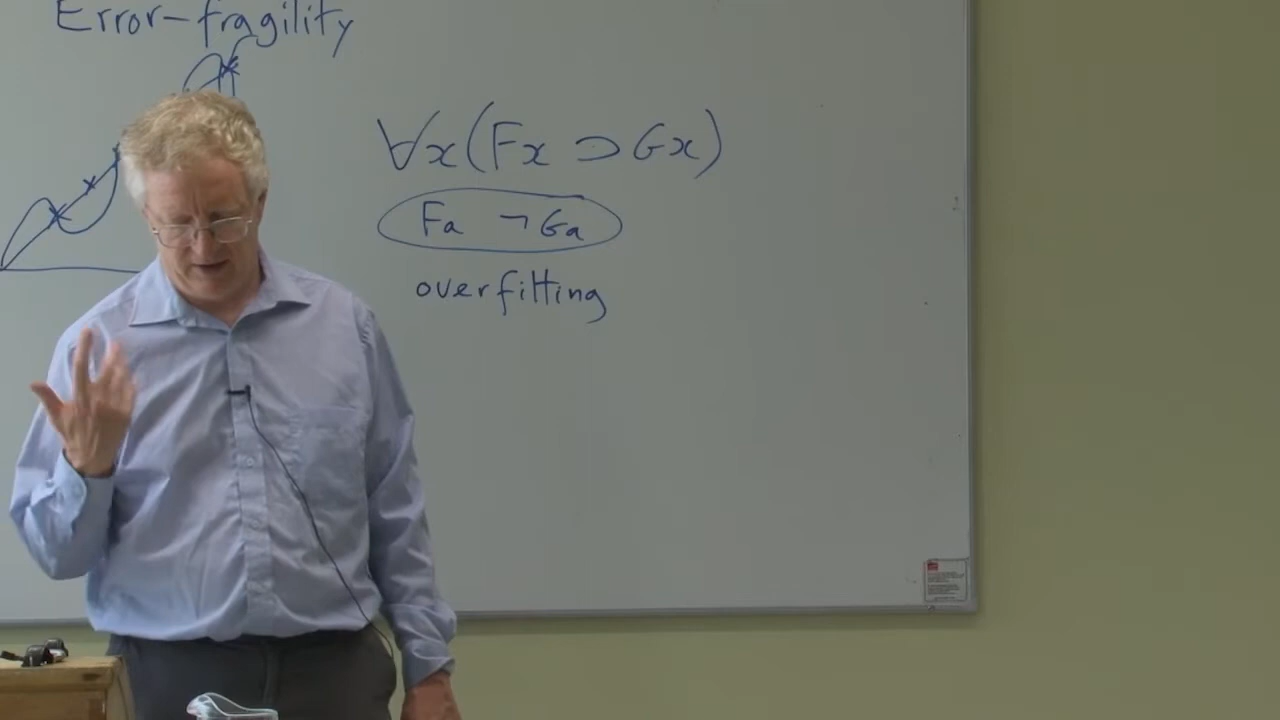 Error-fragility
∀x(Fx ⊃ Gx)
Fa ¬Ga
overfitting